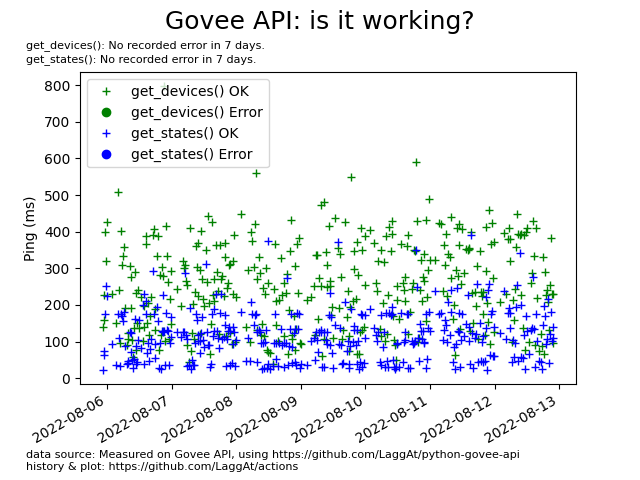 Govee API: is it working?
get_devices(): No recorded error in 7 days.
get_states(): No recorded error in 7 days.
get_devices() OK
get_devices() Error
get_states() OK
get_states() Error
Ping (ms)
800
700
600
500
400
300
200
100
0
2022-08-06
2022-08-07
2022-08-08
2022-08-09
2022-08-10
2022-08-11
2022-08-12
2022-08-13
data source: Measured on Govee API, using https://github.com/LaggAt/python-govee-api
history & plot: https://github.com/LaggAt/actions